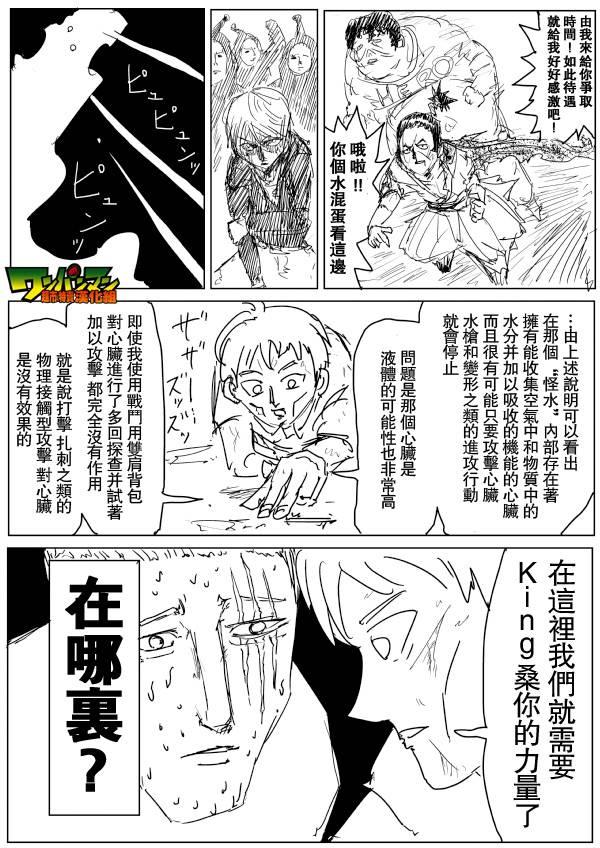 由我來給你爭取
時間！如此待遇
就給我好好感激吧！
HERO
哦啦!!
你個水混蛋看這邊
ピュピュンッ
ピュンッ
ワンパンマン
漢化組
…由上述說明可以看出
在那個“怪水”內部存在著
擁有能收集空氣中和物質中的
水分并加以吸收的機能的心臟
而且很有可能只要攻擊心臟
水槍和變形之類的進攻行動
就會停止
問題是那個心臟是
液體的可能性也非常高
ザザーッ
ズッズッ
即使我使用戰鬥用雙肩背包
對心臟進行了多回探查并試著
加以攻擊 都完全沒有作用
就是說打擊 扎刺之類的
物理接觸型攻擊 對心臟
是沒有效果的
在這裡我們就需要
King桑你的力量了
在哪裏？